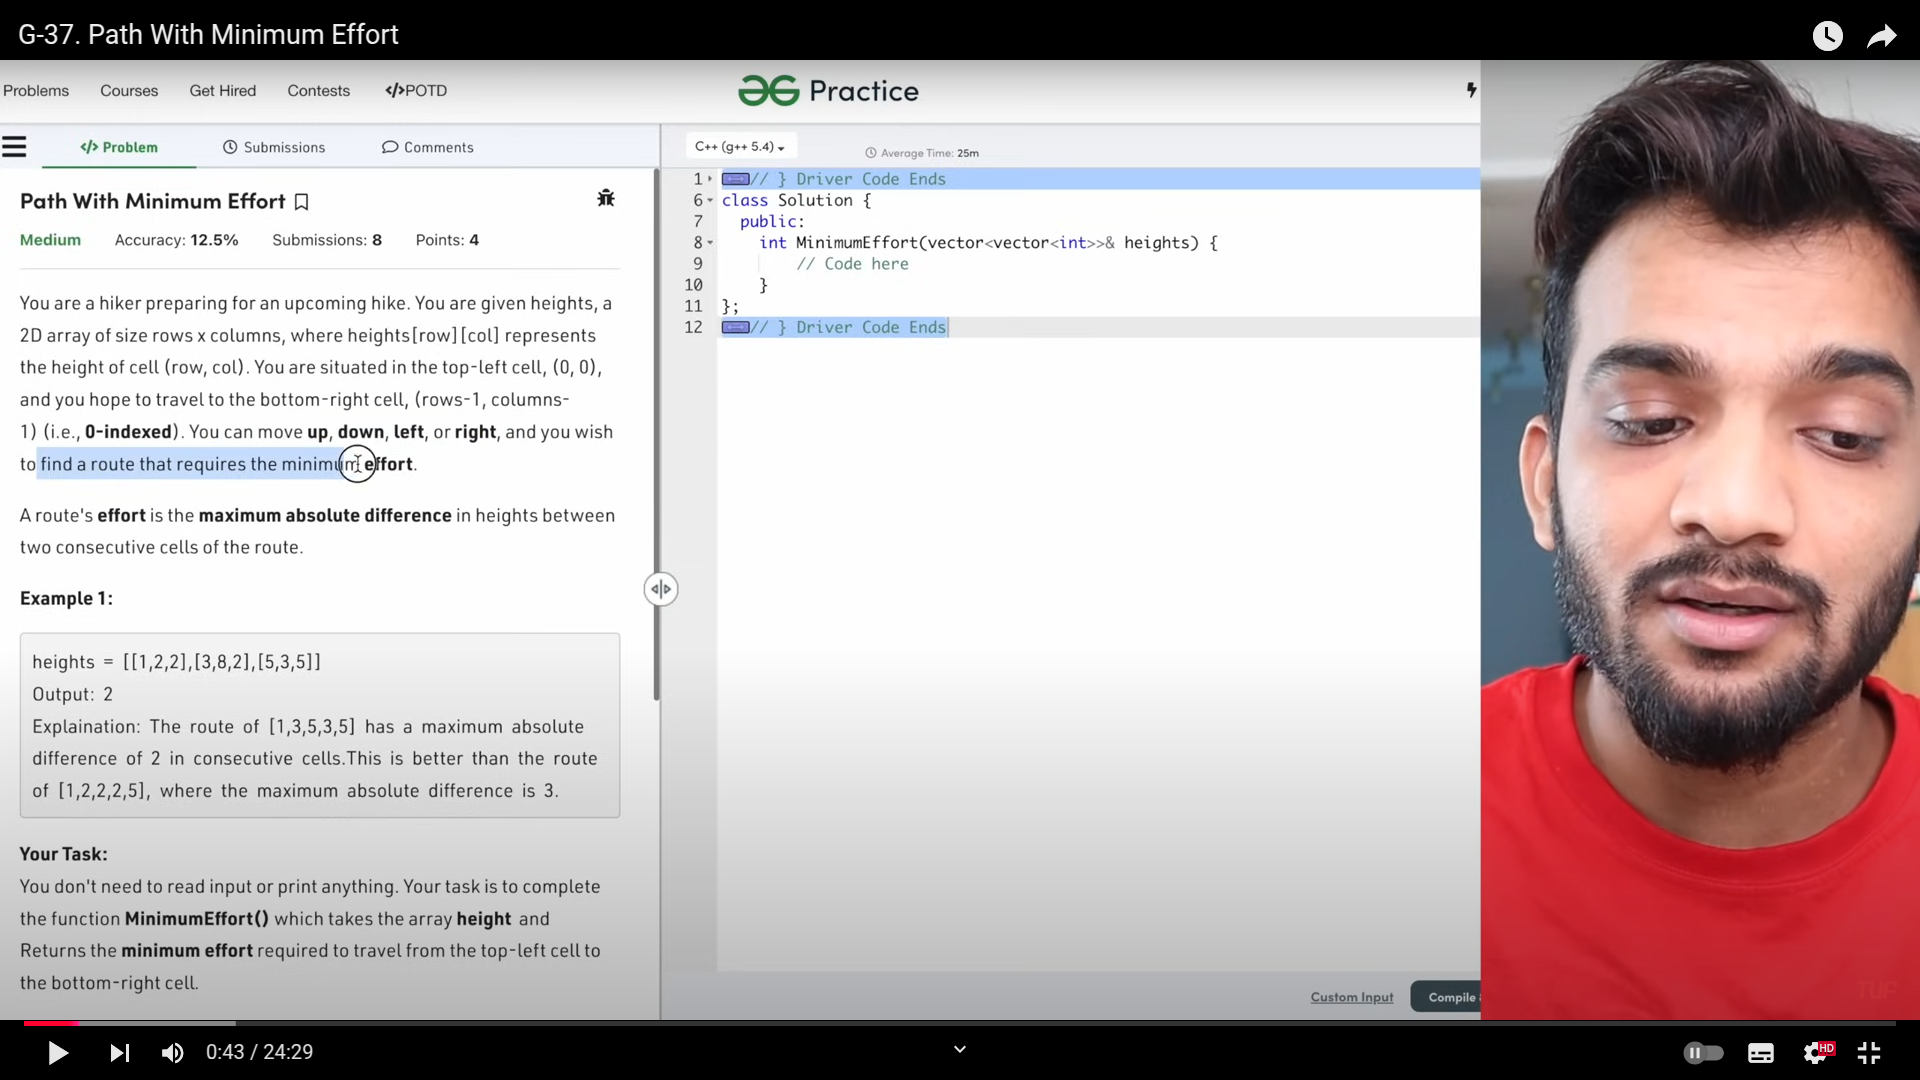 G-37. Path With Minimum Effort
Problems Courses Get Hired Contests </>POTD
Practice
</> Problem Submissions Comments
C++ (g++ 5.4)
Average Time: 25m
Path With Minimum Effort
Medium Accuracy: 12.5% Submissions: 8 Points: 4
You are a hiker preparing for an upcoming hike. You are given heights, a
2D array of size rows x columns, where heights[row][col] represents
the height of cell (row, col). You are situated in the top-left cell, (0, 0),
and you hope to travel to the bottom-right cell, (rows-1, columns-
1) (i.e., 0-indexed). You can move up, down, left, or right, and you wish
to find a route that requires the minimum effort.
A route's effort is the maximum absolute difference in heights between
two consecutive cells of the route.
Example 1:
heights = [[1,2,2],[3,8,2],[5,3,5]]
Output: 2
Explaination: The route of [1,3,5,3,5] has a maximum absolute
difference of 2 in consecutive cells.This is better than the route
of [1,2,2,2,5], where the maximum absolute difference is 3.
Your Task:
You don't need to read input or print anything. Your task is to complete
the function MinimumEffort() which takes the array height and
Returns the minimum effort required to travel from the top-left cell to
the bottom-right cell.
1 // } Driver Code Ends
6 class Solution {
7 public:
8 int MinimumEffort(vector<vector<int>>& heights) {
9 // Code here
10 }
11 };
12 // } Driver Code Ends
Custom Input Compile
TUF
0:43 / 24:29
HD